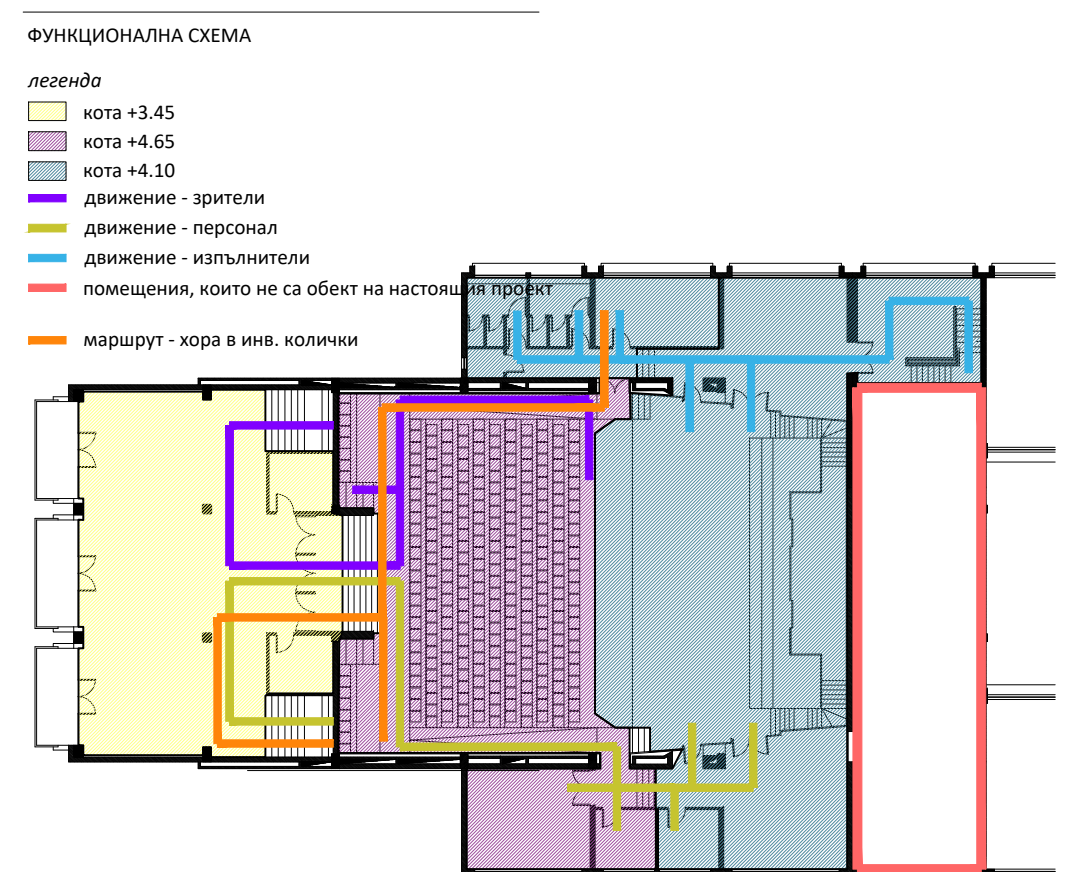 ФУНКЦИОНАЛНА СХЕМА
легенда
кота +3.45
кота +4.65
кота +4.10
движение - зрители
движение - персонал
движение - изпълнители
помещения, които не са обект на настоящия проект
маршрут - хора в инв. колички